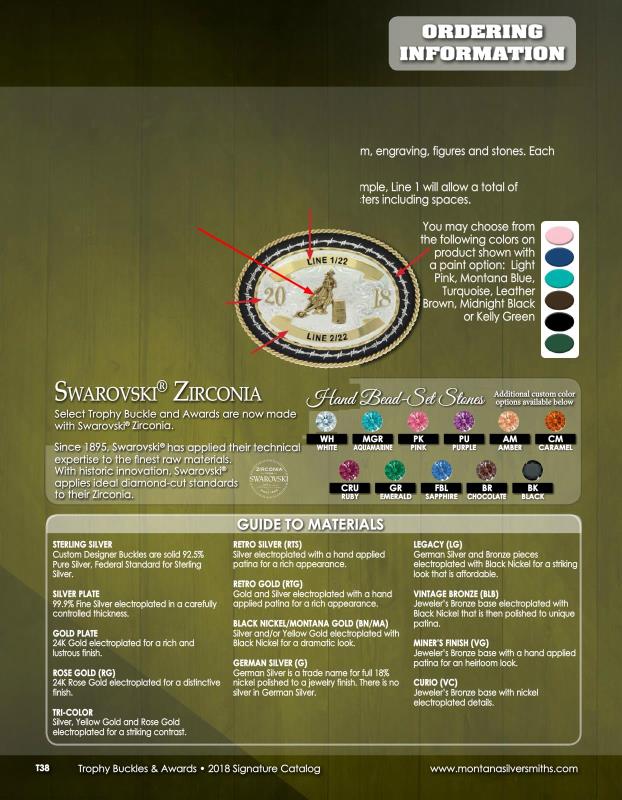 ORDERING
INFORMATION
m, engraving, figures and stones. Each
mple, Line 1 will allow a total of
ters including spaces.
You may choose from
the following colors on
product shown with
a paint option: Light
Pink, Montana Blue,
Turquoise, Leather
Brown, Midnight Black
or Kelly Green
LINE 1/22
20 18
LINE 2/22
SWAROVSKI® ZIRCONIA
Select Trophy Buckle and Awards are now made
with Swarovski® Zirconia.
Since 1895, Swarovski® has applied their technical
expertise to the finest raw materials.
With historic innovation, Swarovski®
applies ideal diamond-cut standards
to their Zirconia.
ZIRCONIA
SWAROVSKI
Hand Bead-Set Stones
Additional custom color
options available below
WH MGR PK PU AM CM
WHITE AQUAMARINE PINK PURPLE AMBER CARAMEL
CRU GR FBL BR BK
RUBY EMERALD SAPPHIRE CHOCOLATE BLACK
GUIDE TO MATERIALS
STERLING SILVER
Custom Designer Buckles are solid 92.5%
Pure Silver, Federal Standard for Sterling
Silver.
SILVER PLATE
99.9% Fine Silver electroplated in a carefully
controlled thickness.
GOLD PLATE
24K Gold electroplated for a rich and
lustrous finish.
ROSE GOLD (RG)
24K Rose Gold electroplated for a distinctive
finish.
TRI-COLOR
Silver, Yellow Gold and Rose Gold
electroplated for a striking contrast.
RETRO SILVER (RTS)
Silver electroplated with a hand applied
patina for a rich appearance.
RETRO GOLD (RTG)
Gold and Silver electroplated with a hand
applied patina for a rich appearance.
BLACK NICKEL/MONTANA GOLD (BN/MA)
Silver and/or Yellow Gold electroplated with
Black Nickel for a dramatic look.
GERMAN SILVER (G)
German Silver is a trade name for full 18%
nickel polished to a jewelry finish. There is no
silver in German Silver.
LEGACY (LG)
German Silver and Bronze pieces
electroplated with Black Nickel for a striking
look that is affordable.
VINTAGE BRONZE (BLB)
Jeweler's Bronze base electroplated with
Black Nickel that is then polished to unique
patina.
MINER'S FINISH (VG)
Jeweler's Bronze base with a hand applied
patina for an heirloom look.
CURIO (VC)
Jeweler's Bronze base with nickel
electroplated details.
T38 Trophy Buckles & Awards • 2018 Signature Catalog www.montanasilversmiths.com